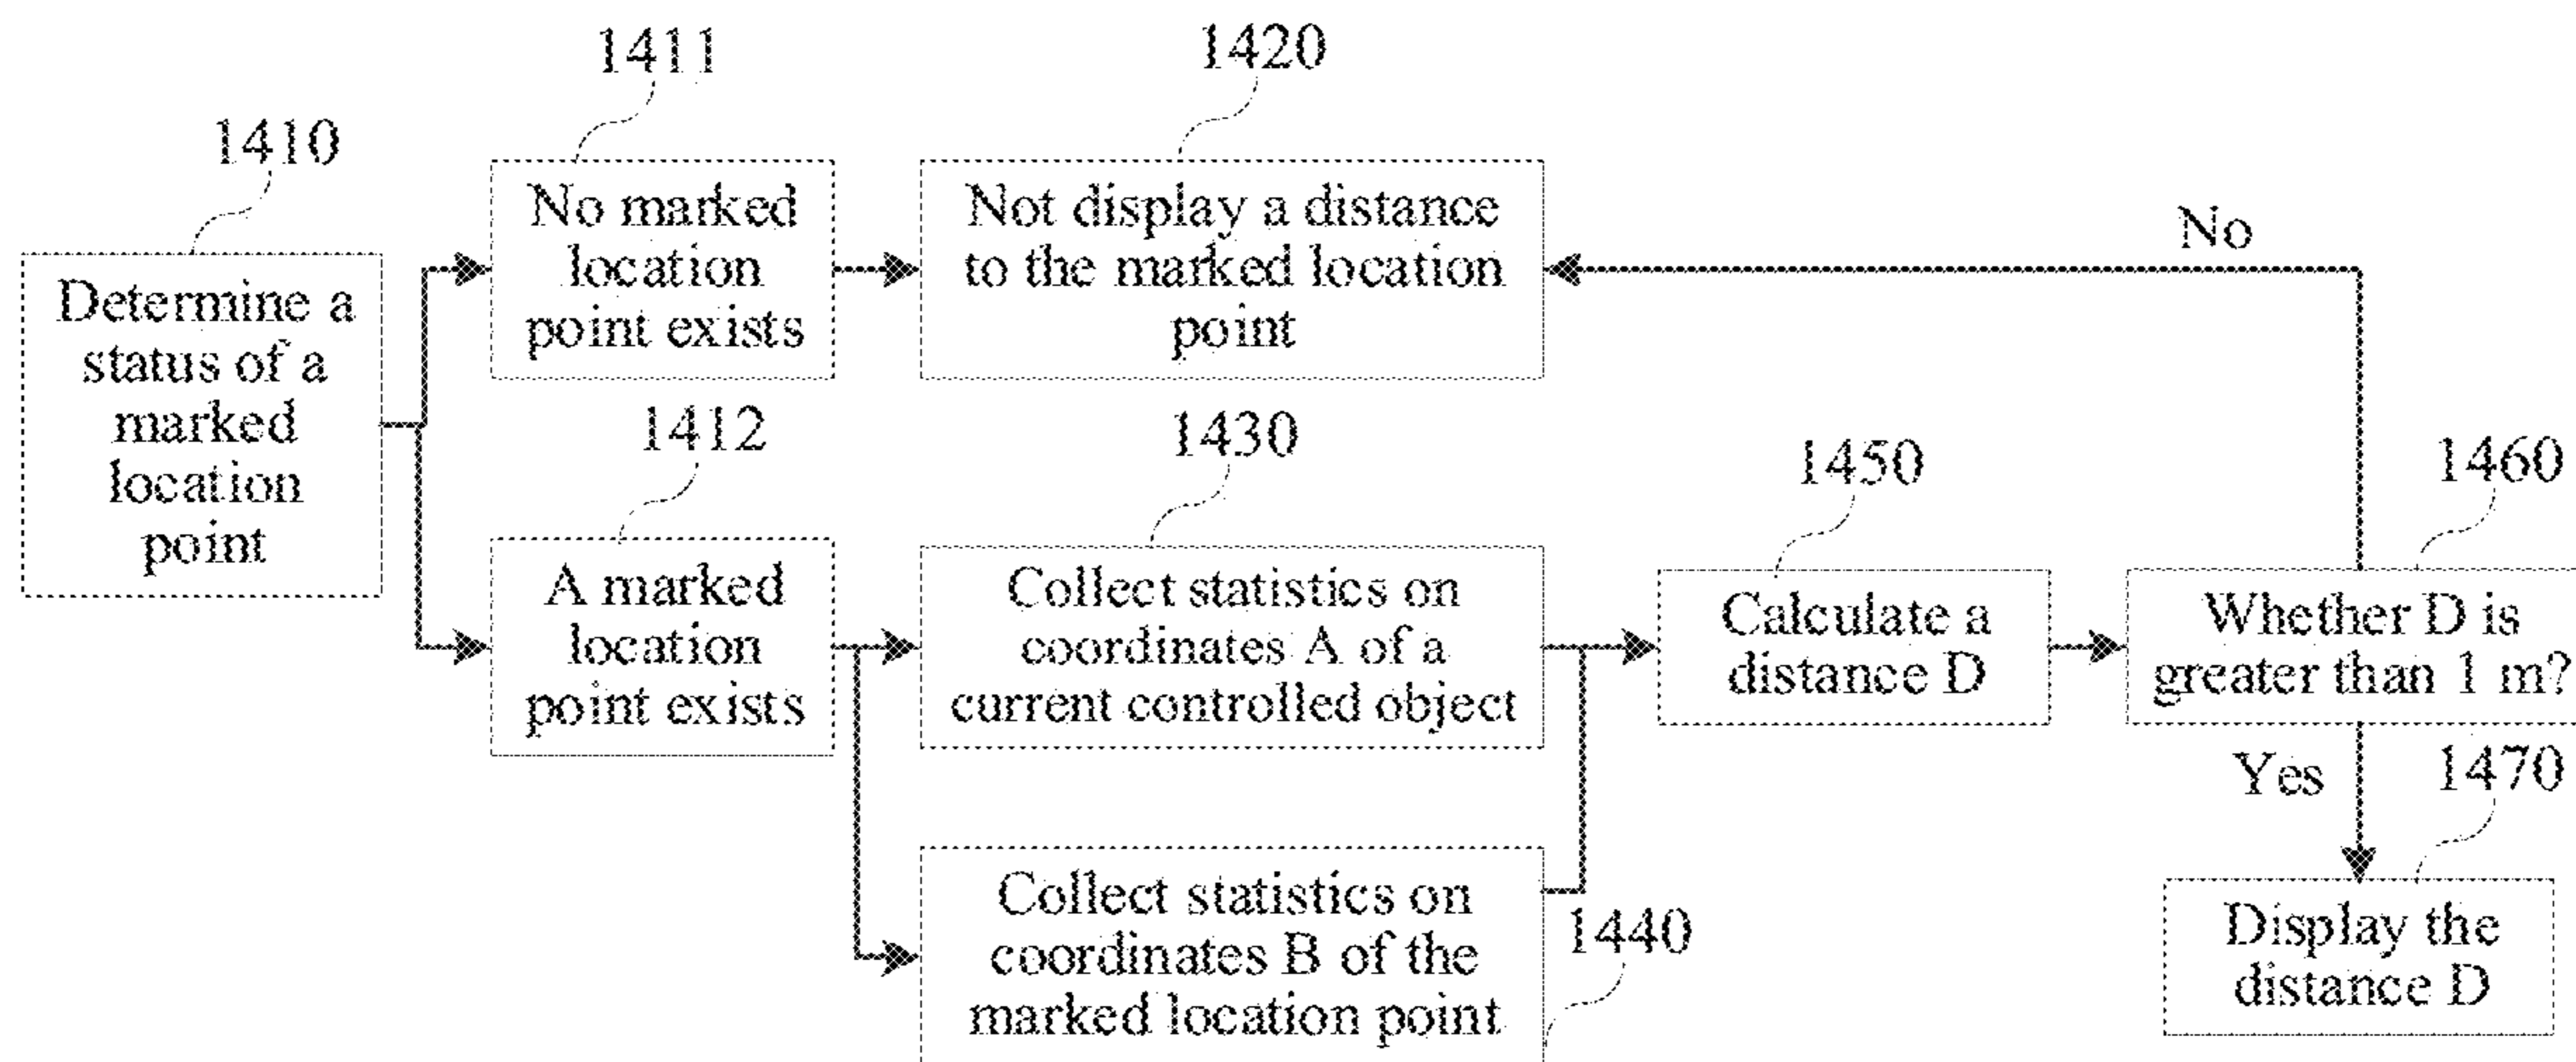 1410
Determine a
status of a
marked
location
point
1411
No marked
location
point exists
1420
Not display a distance
to the marked location
point
No
1412
A marked
location
point exists
1430
Collect statistics on
coordinates A of a
current controlled object
1440
Collect statistics on
coordinates B of the
marked location point
1450
Calculate a
distance D
1460
Whether D is
greater than 1 m?
Yes
1470
Display the
distance D